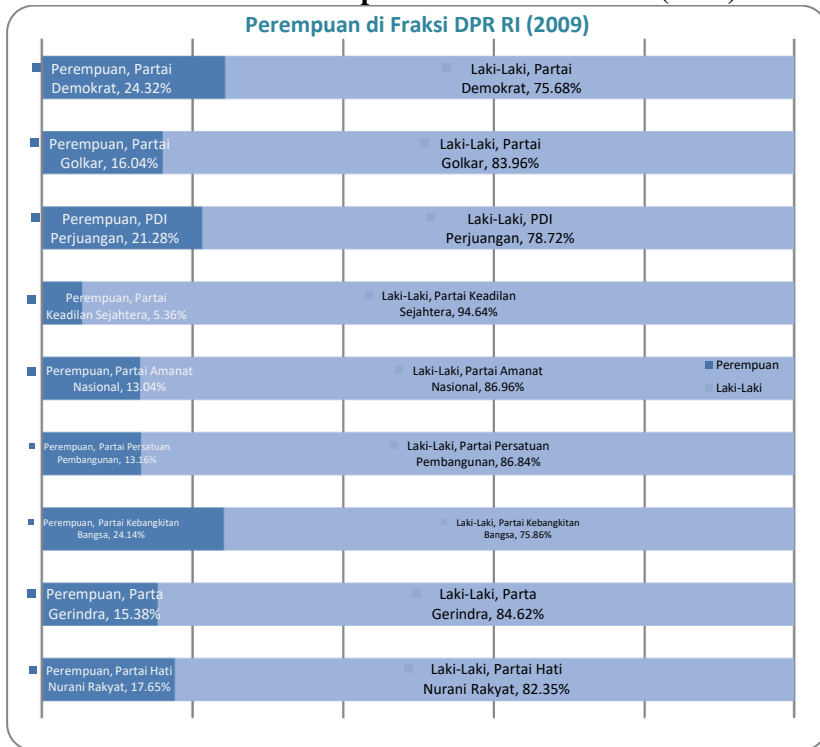 Perempuan di Fraksi DPR RI (2009)
Perempuan, Partai
Demokrat, 24.32%
Laki-Laki, Partai
Demokrat, 75.68%
Perempuan, Partai
Golkar, 16.04%
Laki-Laki, Partai
Golkar, 83.96%
Perempuan, PDI
Perjuangan, 21.28%
Laki-Laki, PDI
Perjuangan, 78.72%
Perempuan, Partai
Keadilan Sejahtera, 5.36%
Laki-Laki, Partai Keadilan
Sejahtera, 94.64%
Perempuan, Partai Amanat
Nasional, 13.04%
Laki-Laki, Partai Amanat
Nasional, 86.96%
Perempuan
Laki-Laki
Perempuan, Partai Persatuan
Pembangunan, 13.16%
Laki-Laki, Partai Persatuan
Pembangunan, 86.84%
Perempuan, Partai Kebangkitan
Bangsa, 24.14%
Laki-Laki, Partai Kebangkitan
Bangsa, 75.86%
Perempuan, Parta
Gerindra, 15.38%
Laki-Laki, Parta
Gerindra, 84.62%
Perempuan, Partai Hati
Nurani Rakyat, 17.65%
Laki-Laki, Partai Hati
Nurani Rakyat, 82.35%